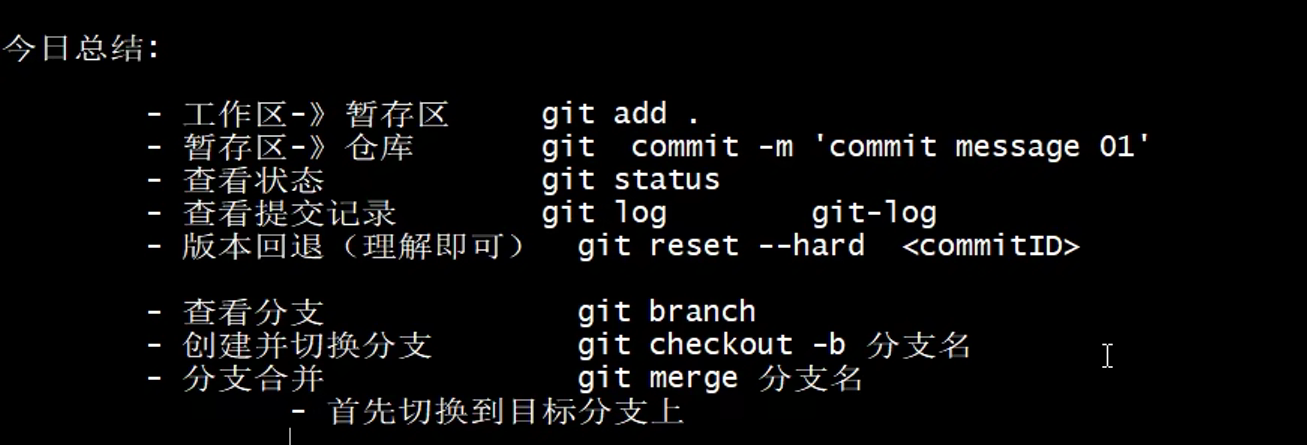 今日总结:
- 工作区-》暂存区 git add .
- 暂存区-》仓库 git commit -m 'commit message 01'
- 查看状态 git status
- 查看提交记录 git log git-log
- 版本回退（理解即可） git reset --hard <commitID>
- 查看分支 git branch
- 创建并切换分支 git checkout -b 分支名
- 分支合并 git merge 分支名
- 首先切换到目标分支上